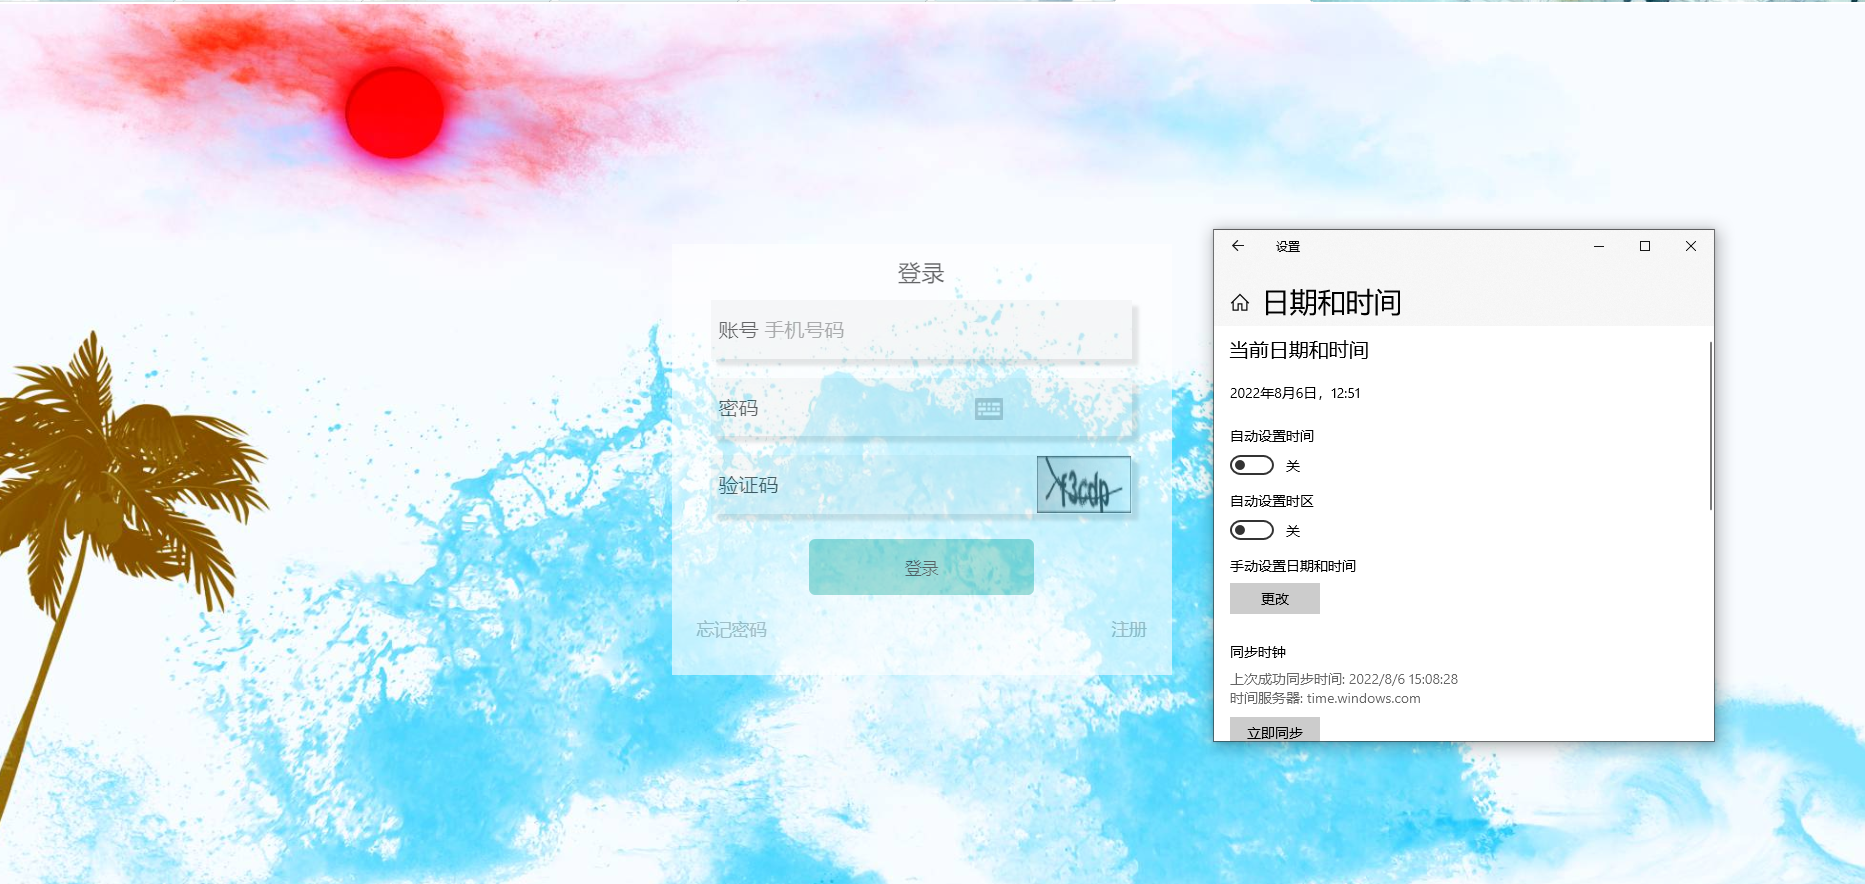 登录
账号 手机号码
密码
验证码
Y3cdp
登录
忘记密码
注册
设置
日期和时间
当前日期和时间
2022年8月6日，12:51
自动设置时间
关
自动设置时区
关
手动设置日期和时间
更改
同步时钟
上次成功同步时间: 2022/8/6 15:08:28
时间服务器: time.windows.com
立即同步